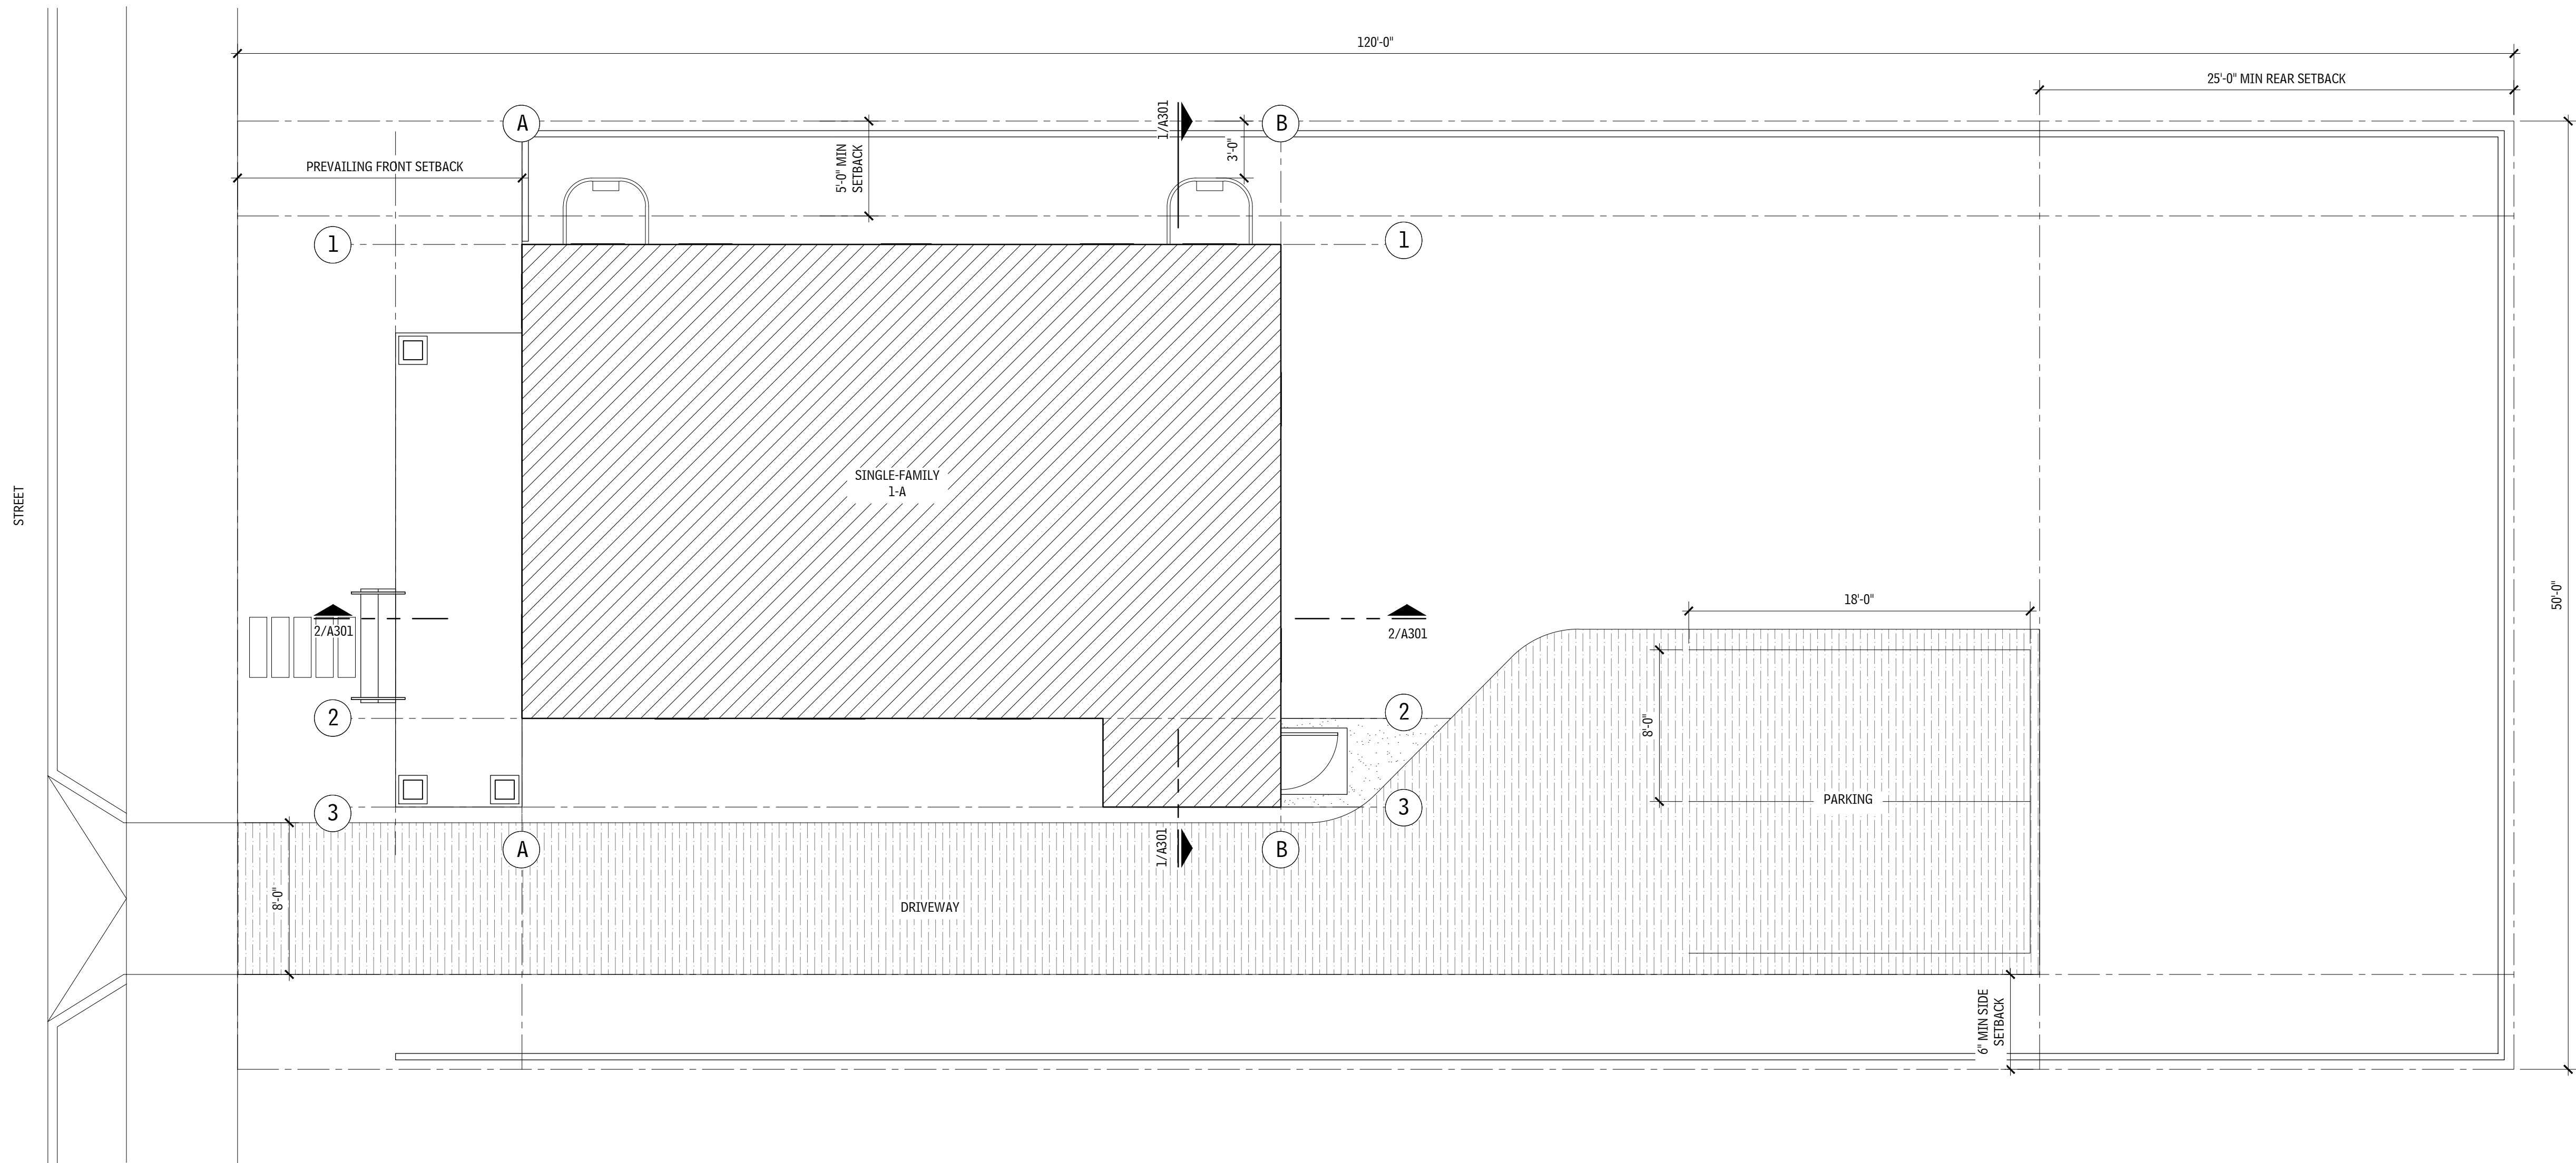 120'-0"
25'-0" MIN REAR SETBACK
A
1/A301
B
3'-0"
5'-0" MIN
SETBACK
PREVAILING FRONT SETBACK
1
1
SINGLE-FAMILY
1-A
STREET
50'-0"
18'-0"
2/A301
2/A301
2
2
8'-0"
PARKING
3
3
A
1/A301
B
8'-0"
DRIVEWAY
6" MIN SIDE
SETBACK